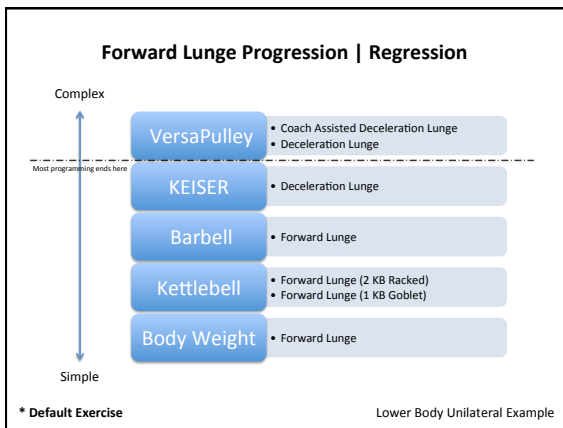 Forward Lunge Progression | Regression
Complex
VersaPulley
• Coach Assisted Deceleration Lunge
• Deceleration Lunge
Most programming ends here
KEISER
• Deceleration Lunge
Barbell
• Forward Lunge
Kettlebell
• Forward Lunge (2 KB Racked)
• Forward Lunge (1 KB Goblet)
Body Weight
• Forward Lunge
Simple
* Default Exercise
Lower Body Unilateral Example